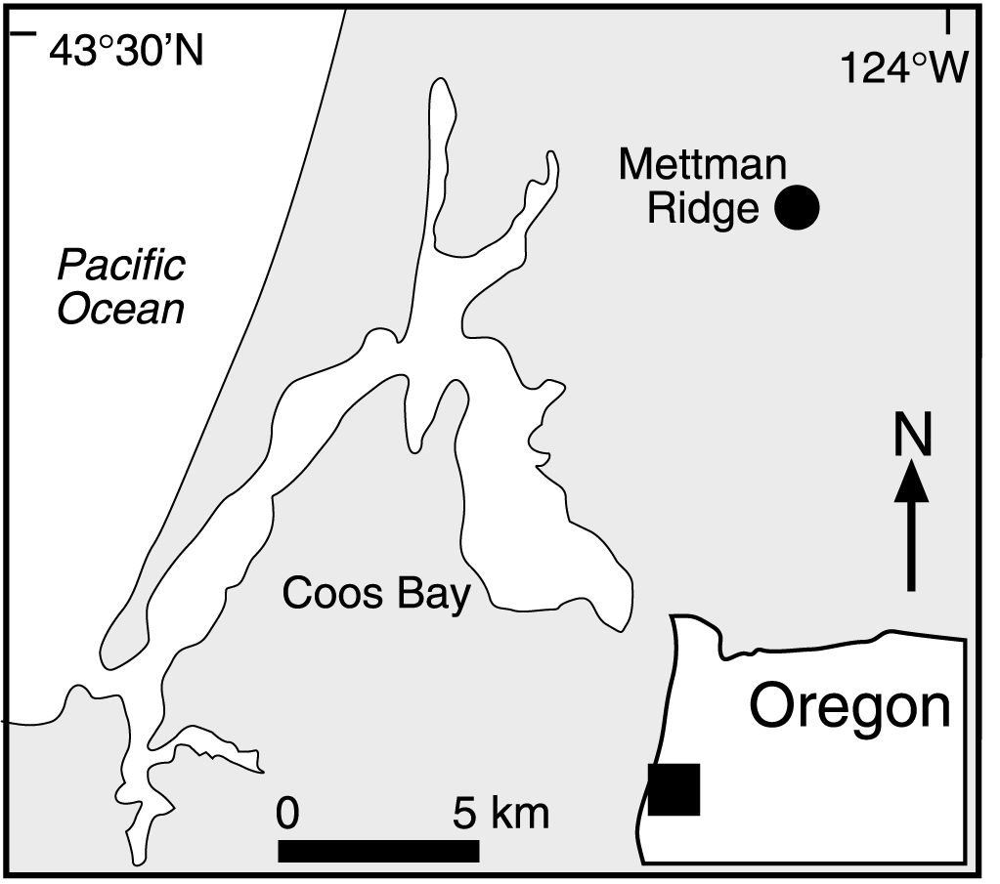 43°30'N
124°W
Mettman
Ridge
Pacific
Ocean
N
Coos Bay
Oregon
0
5 km